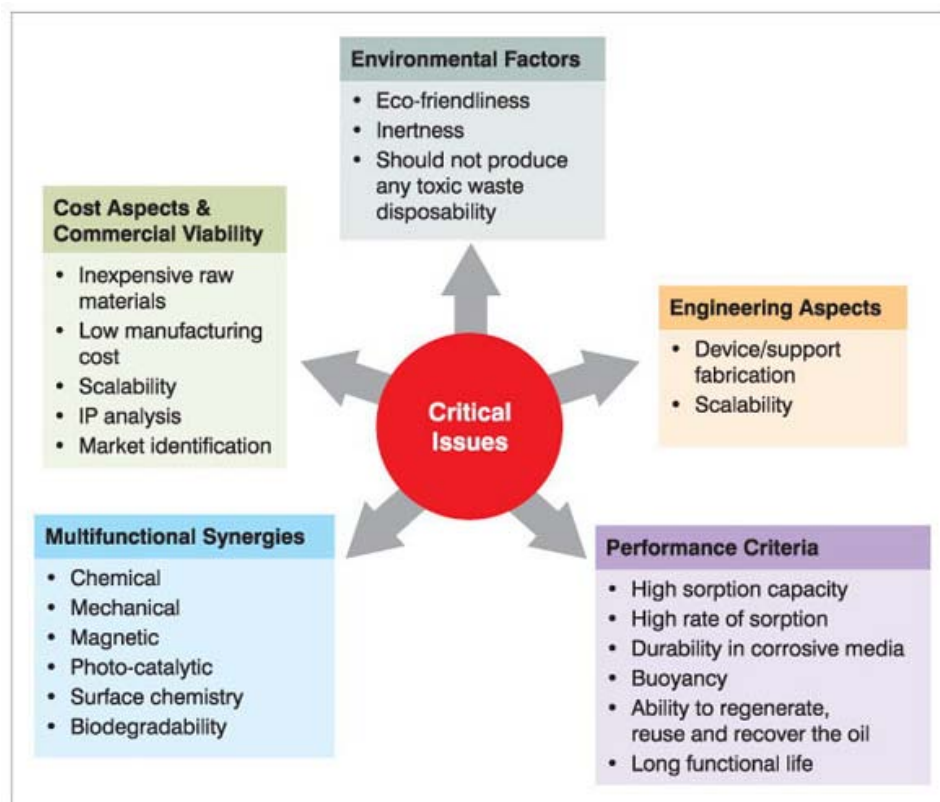 Environmental Factors
• Eco-friendliness
• Inertness
• Should not produce
any toxic waste
disposability
Cost Aspects &
Commercial Viability
• Inexpensive raw
materials
• Low manufacturing
cost
• Scalability
• IP analysis
• Market identification
Engineering Aspects
• Device/support
fabrication
• Scalability
Critical
Issues
Multifunctional Synergies
• Chemical
• Mechanical
• Magnetic
• Photo-catalytic
• Surface chemistry
• Biodegradability
Performance Criteria
• High sorption capacity
• High rate of sorption
• Durability in corrosive media
• Buoyancy
• Ability to regenerate,
reuse and recover the oil
• Long functional life